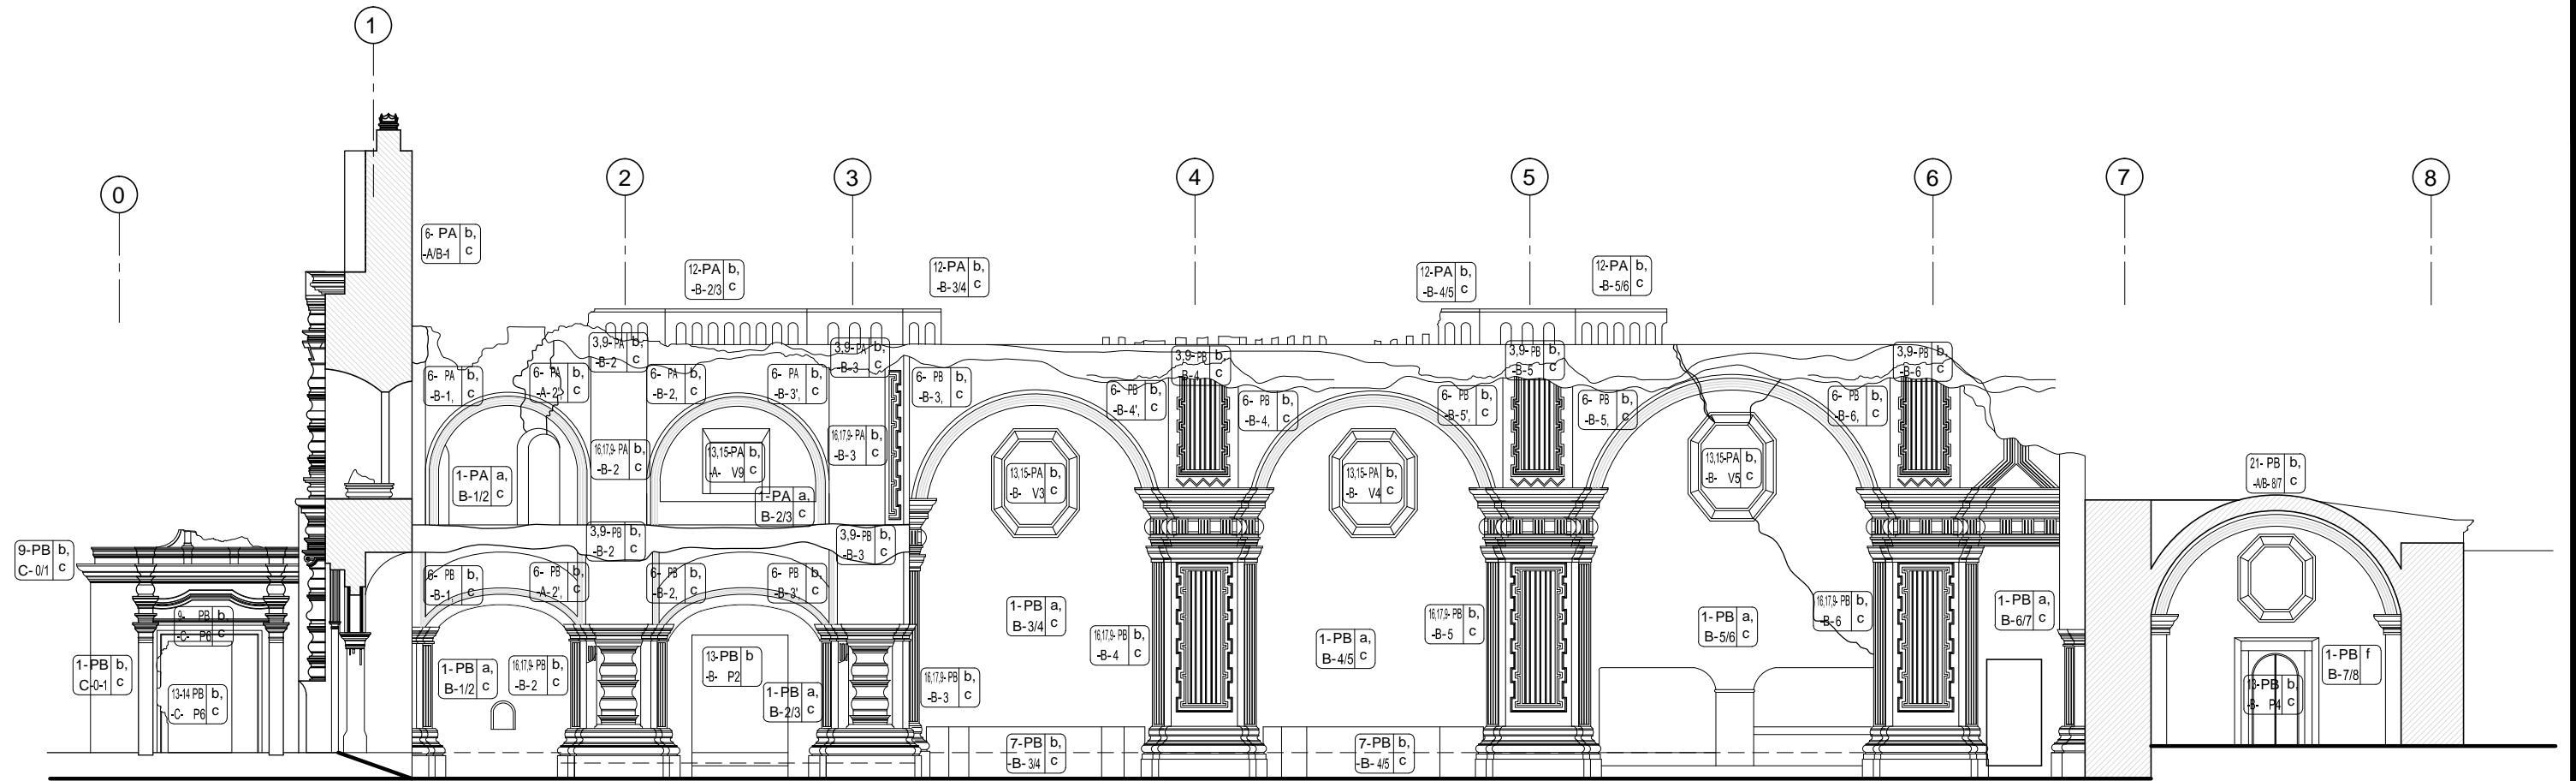 1
0
2
3
4
5
6
7
8
6- PA b,
-A/B-1 c
12-PA b,
-B-2/3 c
12-PA b,
-B-3/4 c
12-PA b,
-B-4/5 c
12-PA b,
-B-5/6 c
3,9-PA b,
-B-2 c
3,9-PA b,
-B-3 c
3,9-PB b,
-B-4 c
3,9-PB b,
-B-5 c
3,9-PB b,
-B-6 c
6- PA b,
-B-1, c
6- PA b,
-A-2', c
6- PA b,
-B-2, c
6- PA b,
-B-3', c
6- PB b,
-B-3, c
6- PB b,
-B-4', c
6- PB b,
-B-4, c
6- PB b,
-B-5', c
6- PB b,
-B-5, c
6- PB b,
-B-6, c
16,17,9-PA b,
-B-2 c
16,17,9-PA b,
-B-3 c
13,15-PA b,
-A- V9 c
13,15-PA b,
-B- V3 c
13,15-PA b,
-B- V4 c
13,15-PA b,
-B- V5 c
21- PB b,
-A/B-8/7 c
1-PA a,
B-1/2 c
1-PA a,
B-2/3 c
3,9-PB b,
-B-2 c
3,9-PB b,
-B-3 c
9-PB b,
C-0/1 c
6- PB b,
-B-1, c
6- PB b,
-A-2', c
6- PB b,
-B-2, c
6- PB b,
-B-3', c
9- PB b,
-C- P6 c
1-PB a,
B-3/4 c
16,17,9-PB b,
-B-4 c
1-PB a,
B-4/5 c
16,17,9-PB b,
-B-5 c
1-PB a,
B-5/6 c
16,17,9-PB b,
-B-6 c
1-PB a,
B-6/7 c
1-PB b,
C-0-1 c
13-14 PB b,
-C- P6 c
1-PB a,
B-1/2 c
16,17,9-PB b,
-B-2 c
13-PB b
-B- P2
1-PB a,
B-2/3 c
16,17,9-PB b,
-B-3 c
1-PB f
B-7/8
13-PB b,
-B- P4 c
7-PB b,
-B-3/4 c
7-PB b,
-B-4/5 c